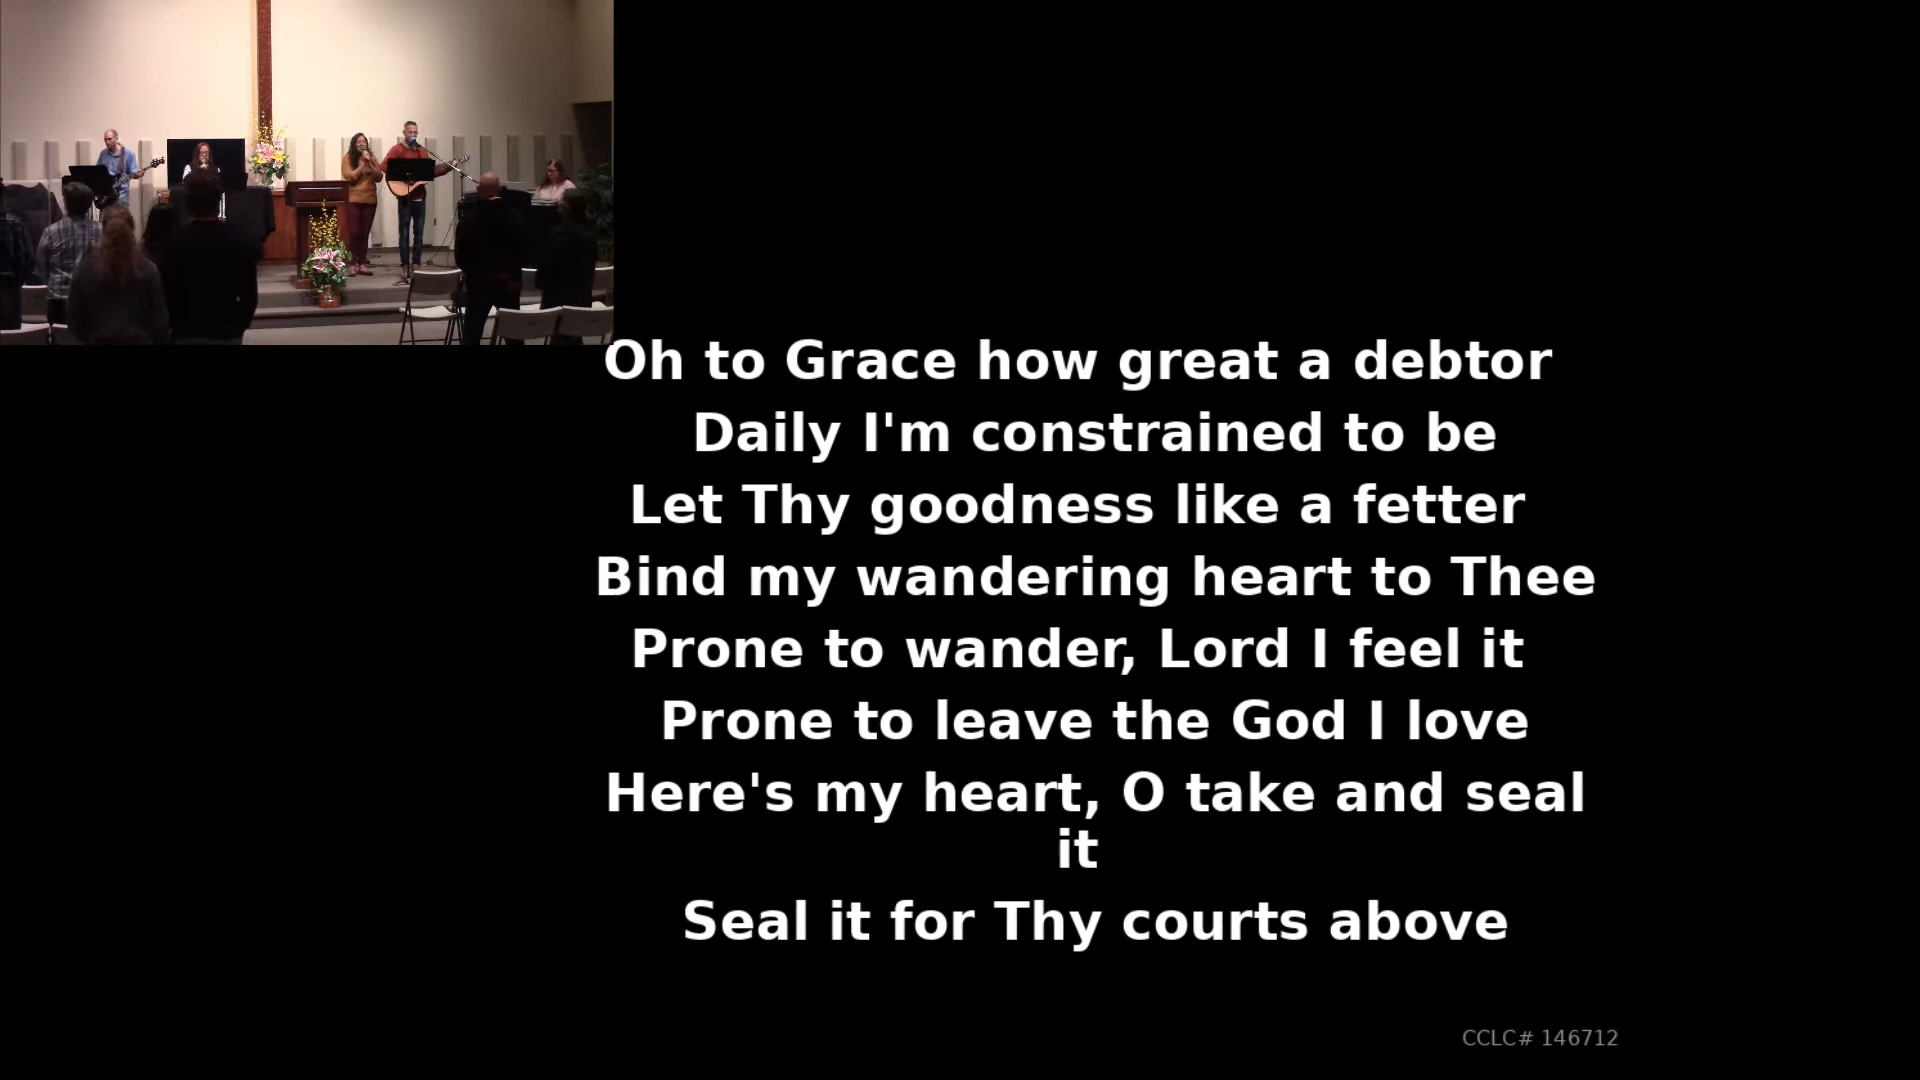 Oh to Grace how great a debtor
Daily I'm constrained to be
Let Thy goodness like a fetter
Bind my wandering heart to Thee
Prone to wander, Lord I feel it
Prone to leave the God I love
Here's my heart, O take and seal
it
Seal it for Thy courts above
CCLC# 146712